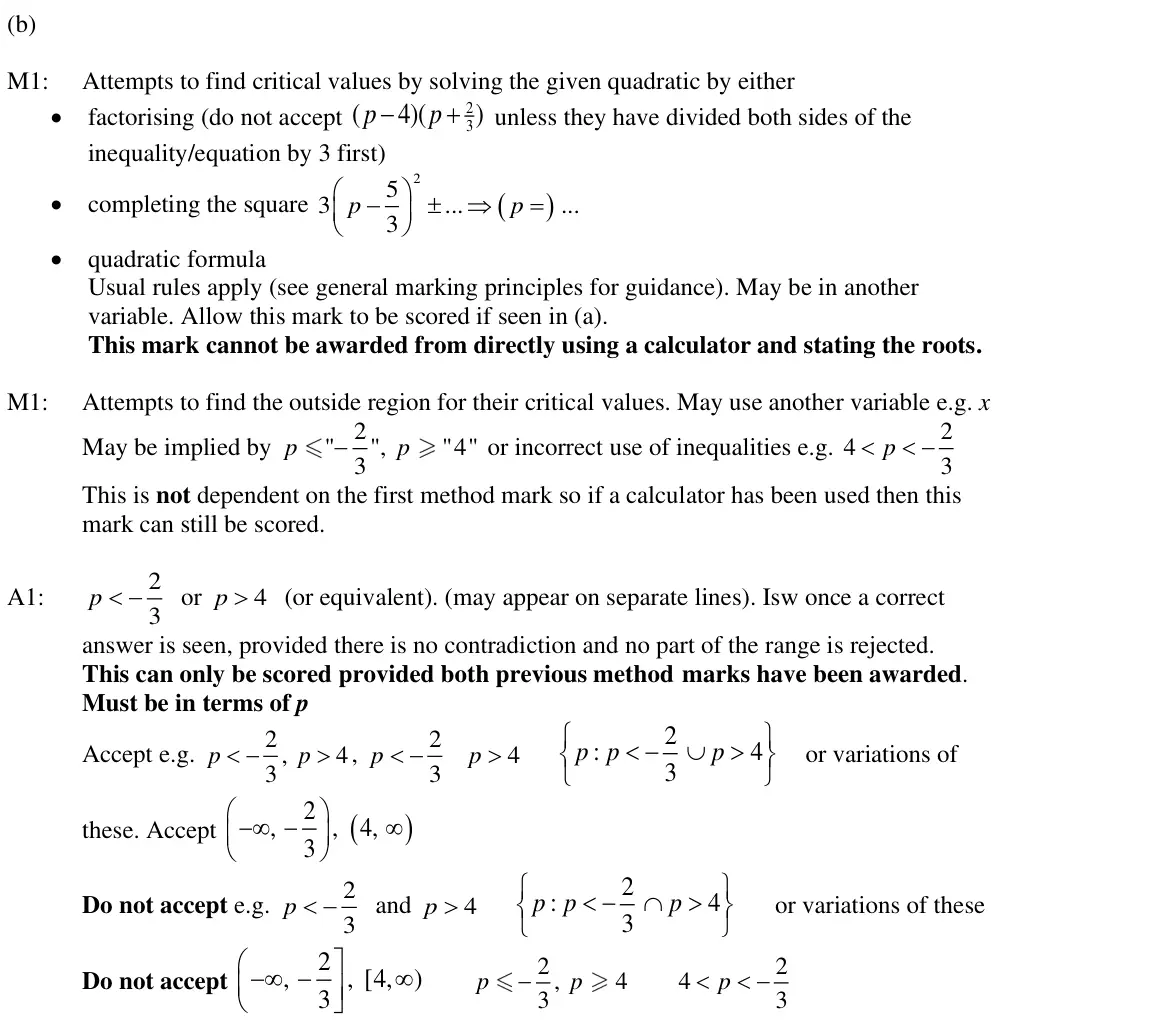 (b)
M1: Attempts to find critical values by solving the given quadratic by either
• factorising (do not accept (p−4)(p+2/3) unless they have divided both sides of the
inequality/equation by 3 first)
• completing the square 3(p − 5/3)² ±... ⇒ (p =) ...
• quadratic formula
Usual rules apply (see general marking principles for guidance). May be in another
variable. Allow this mark to be scored if seen in (a).
This mark cannot be awarded from directly using a calculator and stating the roots.
M1: Attempts to find the outside region for their critical values. May use another variable e.g. x
May be implied by p ⩽ "−2/3", p ⩾ "4" or incorrect use of inequalities e.g. 4 < p < −2/3
This is not dependent on the first method mark so if a calculator has been used then this
mark can still be scored.
A1: p < −2/3 or p > 4 (or equivalent). (may appear on separate lines). Isw once a correct
answer is seen, provided there is no contradiction and no part of the range is rejected.
This can only be scored provided both previous method marks have been awarded.
Must be in terms of p
Accept e.g. p < −2/3, p > 4, p < −2/3 p > 4 {p : p < −2/3 ∪ p > 4} or variations of
these. Accept (−∞, −2/3), (4, ∞)
Do not accept e.g. p < −2/3 and p > 4 {p : p < −2/3 ∩ p > 4} or variations of these
Do not accept (−∞, −2/3], [4, ∞) p ⩽ −2/3, p ⩾ 4 4 < p < −2/3